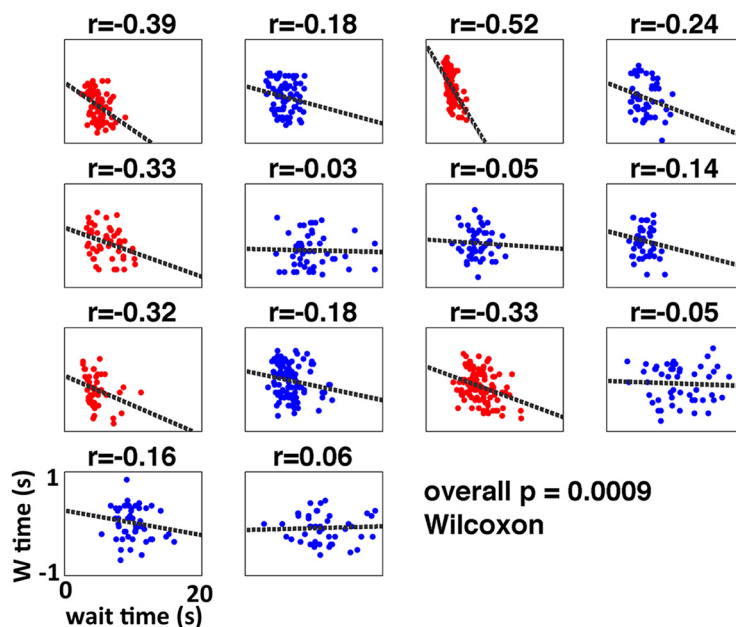 r=-0.39 r=-0.18 r=-0.52 r=-0.24
r=-0.33 r=-0.03 r=-0.05 r=-0.14
r=-0.32 r=-0.18 r=-0.33 r=-0.05
r=-0.16 r=0.06
overall p = 0.0009
Wilcoxon
W time (s)
1
-1
0 20
wait time (s)